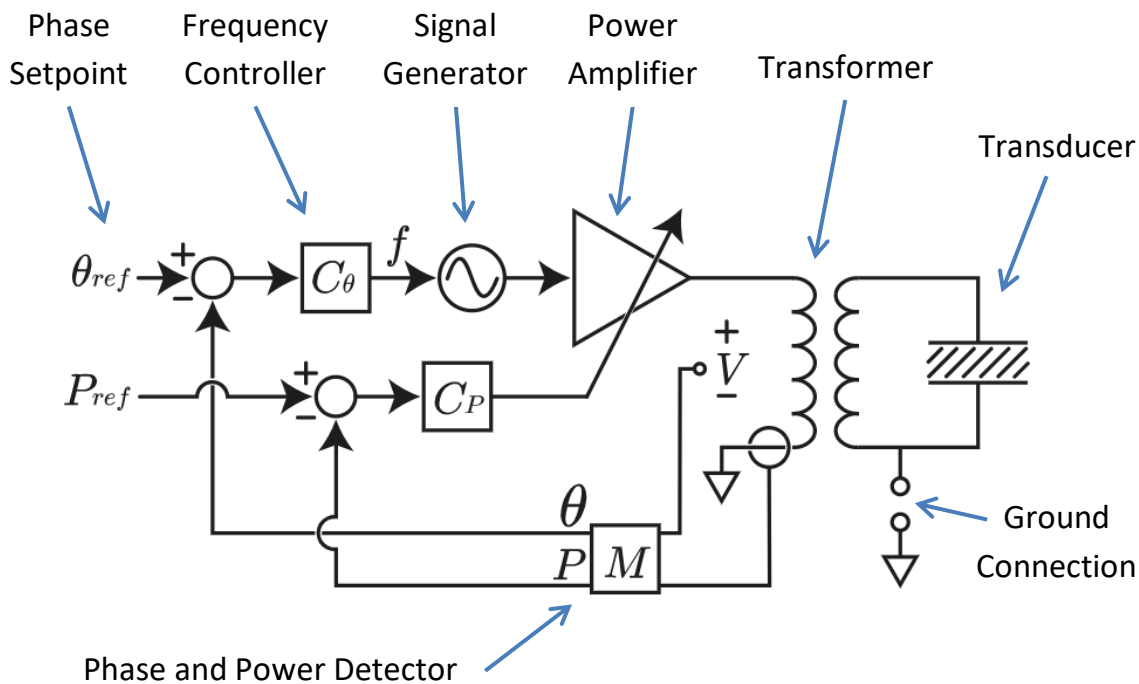 Phase
Setpoint
Frequency
Controller
Signal
Generator
Power
Amplifier
Transformer
Transducer
θref
+
−
Cθ
f
Pref
+
−
CP
+
V
−
θ
P
M
Ground
Connection
Phase and Power Detector